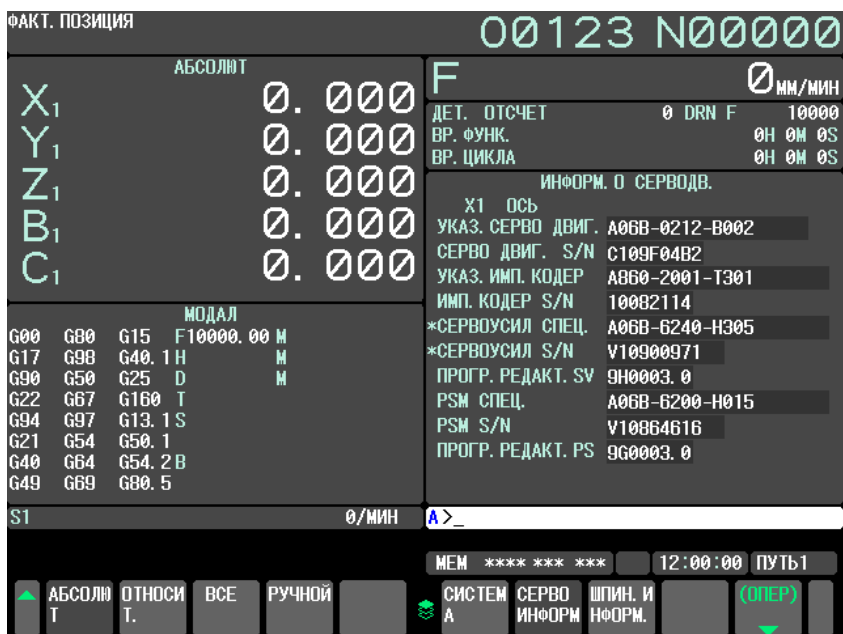 ФАКТ. ПОЗИЦИЯ
O0123 N00000
АБСОЛЮТ
X1 0. 000
Y1 0. 000
Z1 0. 000
B1 0. 000
C1 0. 000
F 0 мм/мин
ДЕТ. ОТСЧЕТ 0 DRN F 10000
ВР. ФУНК. 0H 0M 0S
ВР. ЦИКЛА 0H 0M 0S
МОДАЛ
G00 G80 G15 F10000. 00 M
G17 G98 G40. 1 H M
G90 G50 G25 D M
G22 G67 G160 T
G94 G97 G13. 1 S
G21 G54 G50. 1
G40 G64 G54. 2 B
G49 G69 G80. 5
S1 0/МИН
ИНФОРМ. О СЕРВОДВ.
X1 ОСЬ
УКАЗ. СЕРВО ДВИГ. A06B-0212-B002
СЕРВО ДВИГ. S/N C109F04B2
УКАЗ. ИМП. КОДЕР A860-2001-T301
ИМП. КОДЕР S/N 10082114
*СЕРВОУСИЛ СПЕЦ. A06B-6240-H305
*СЕРВОУСИЛ S/N V10900971
ПРОГР. РЕДАКТ. SV 9H0003. 0
PSM СПЕЦ. A06B-6200-H015
PSM S/N V10864616
ПРОГР. РЕДАКТ. PS 9G0003. 0
A >_
MEM **** *** *** 12:00:00 ПУТЬ1
АБСОЛЮ
Т
ОТНОСИ
Т.
ВСЕ
РУЧНОЙ
СИСТЕМ
А
СЕРВО
ИНФОРМ
ШПИН. И
НФОРМ.
(ОПЕР)